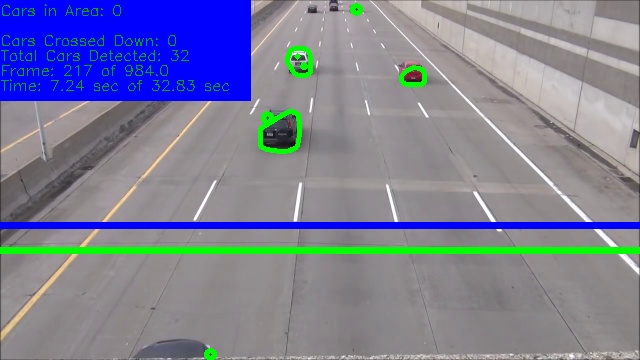 Cars in Area: 0
Cars Crossed Down: 0
Total Cars Detected: 32
Frame: 217 of 984.0
Time: 7.24 sec of 32.83 sec